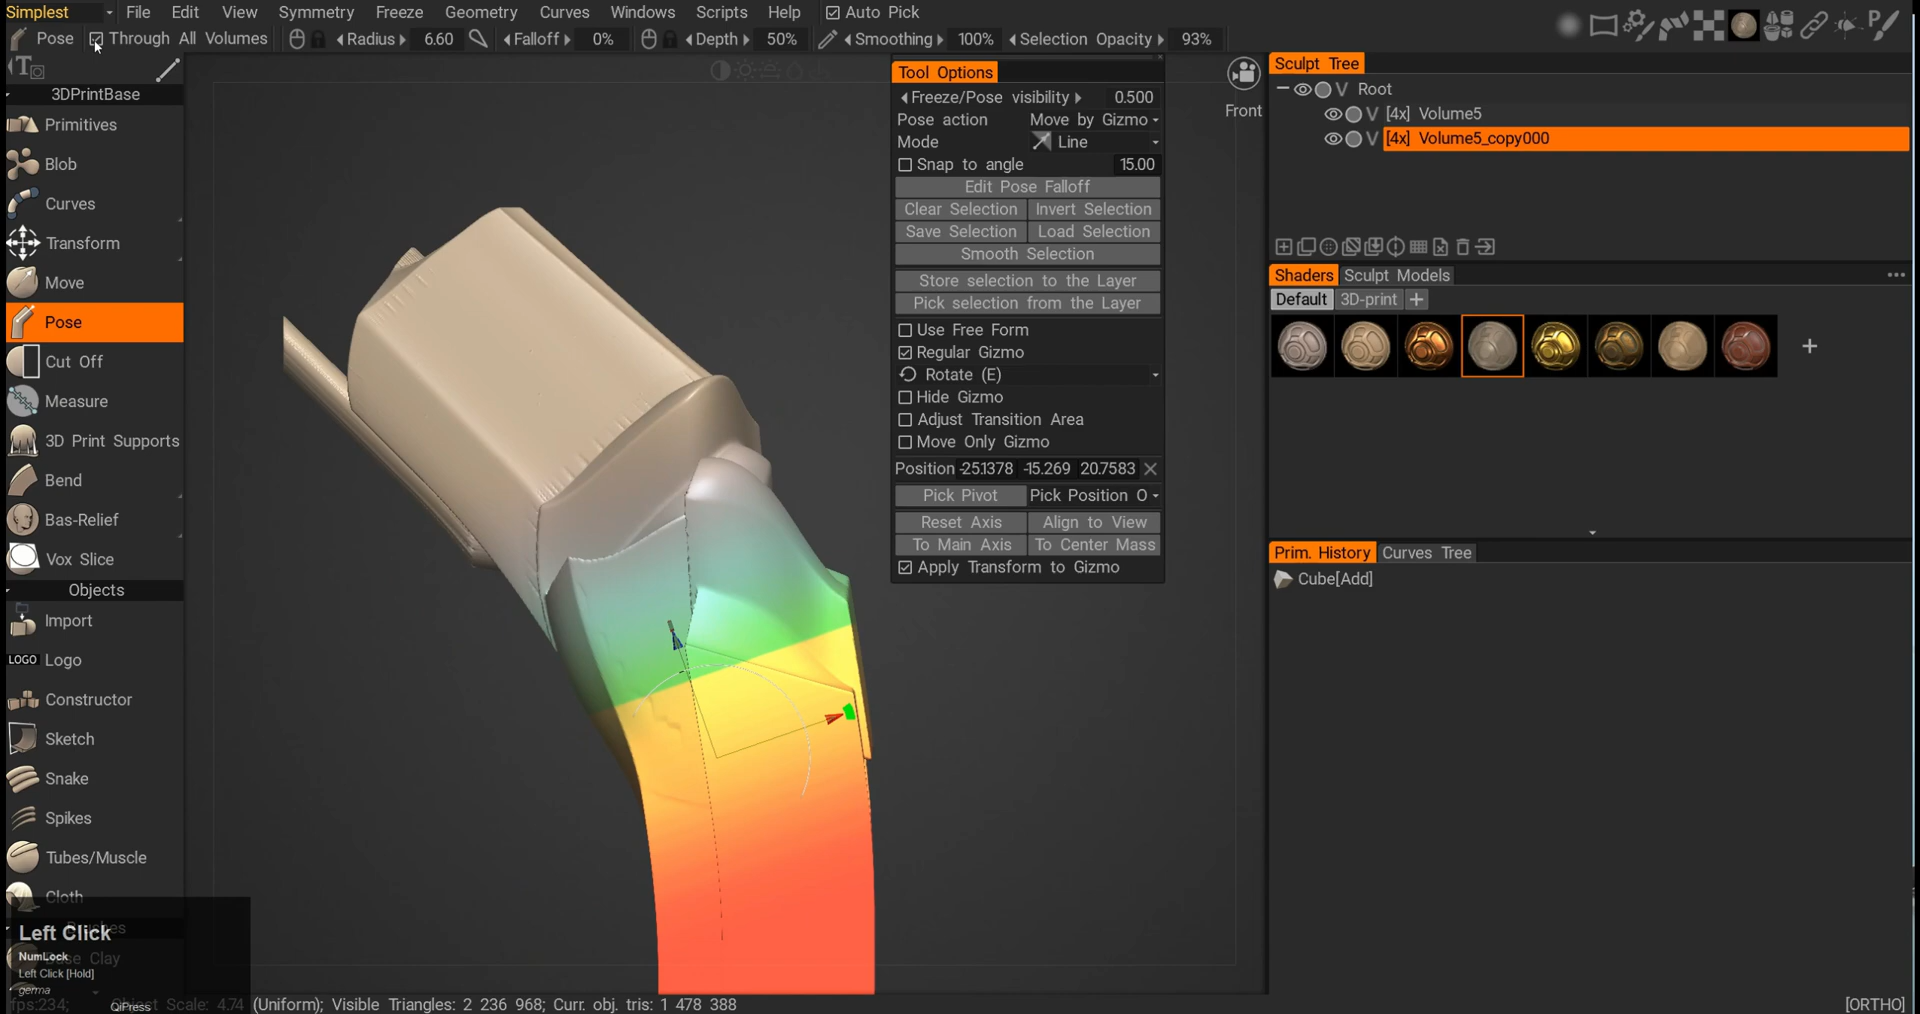 Simplest File Edit View Symmetry Freeze Geometry Curves Windows Scripts Help Auto Pick
Pose Through All Volumes Radius 6.60 Falloff 0% Depth 50% Smoothing 100% Selection Opacity 93%
3DPrintBase
Primitives
Blob
Curves
Transform
Move
Pose
Cut Off
Measure
3D Print Supports
Bend
Bas-Relief
Vox Slice
Objects
Import
LOGO Logo
Constructor
Sketch
Snake
Spikes
Tubes/Muscle
Cloth
Left Click
NumLock
Clay
Left Click [Hold]
germa
QiPress
fps:234; Object Scale: 4.74 (Uniform); Visible Triangles: 2 236 968; Curr. obj. tris: 1 478 388
[ORTHO]
Front
Tool Options
Freeze/Pose visibility 0.500
Pose action Move by Gizmo
Mode Line
Snap to angle 15.00
Edit Pose Falloff
Clear Selection Invert Selection
Save Selection Load Selection
Smooth Selection
Store selection to the Layer
Pick selection from the Layer
Use Free Form
Regular Gizmo
Rotate (E)
Hide Gizmo
Adjust Transition Area
Move Only Gizmo
Position -25.1378 -15.269 20.7583
Pick Pivot Pick Position O
Reset Axis Align to View
To Main Axis To Center Mass
Apply Transform to Gizmo
Sculpt Tree
Root
V [4x] Volume5
V [4x] Volume5_copy000
Shaders Sculpt Models
Default 3D-print +
Prim. History Curves Tree
Cube[Add]